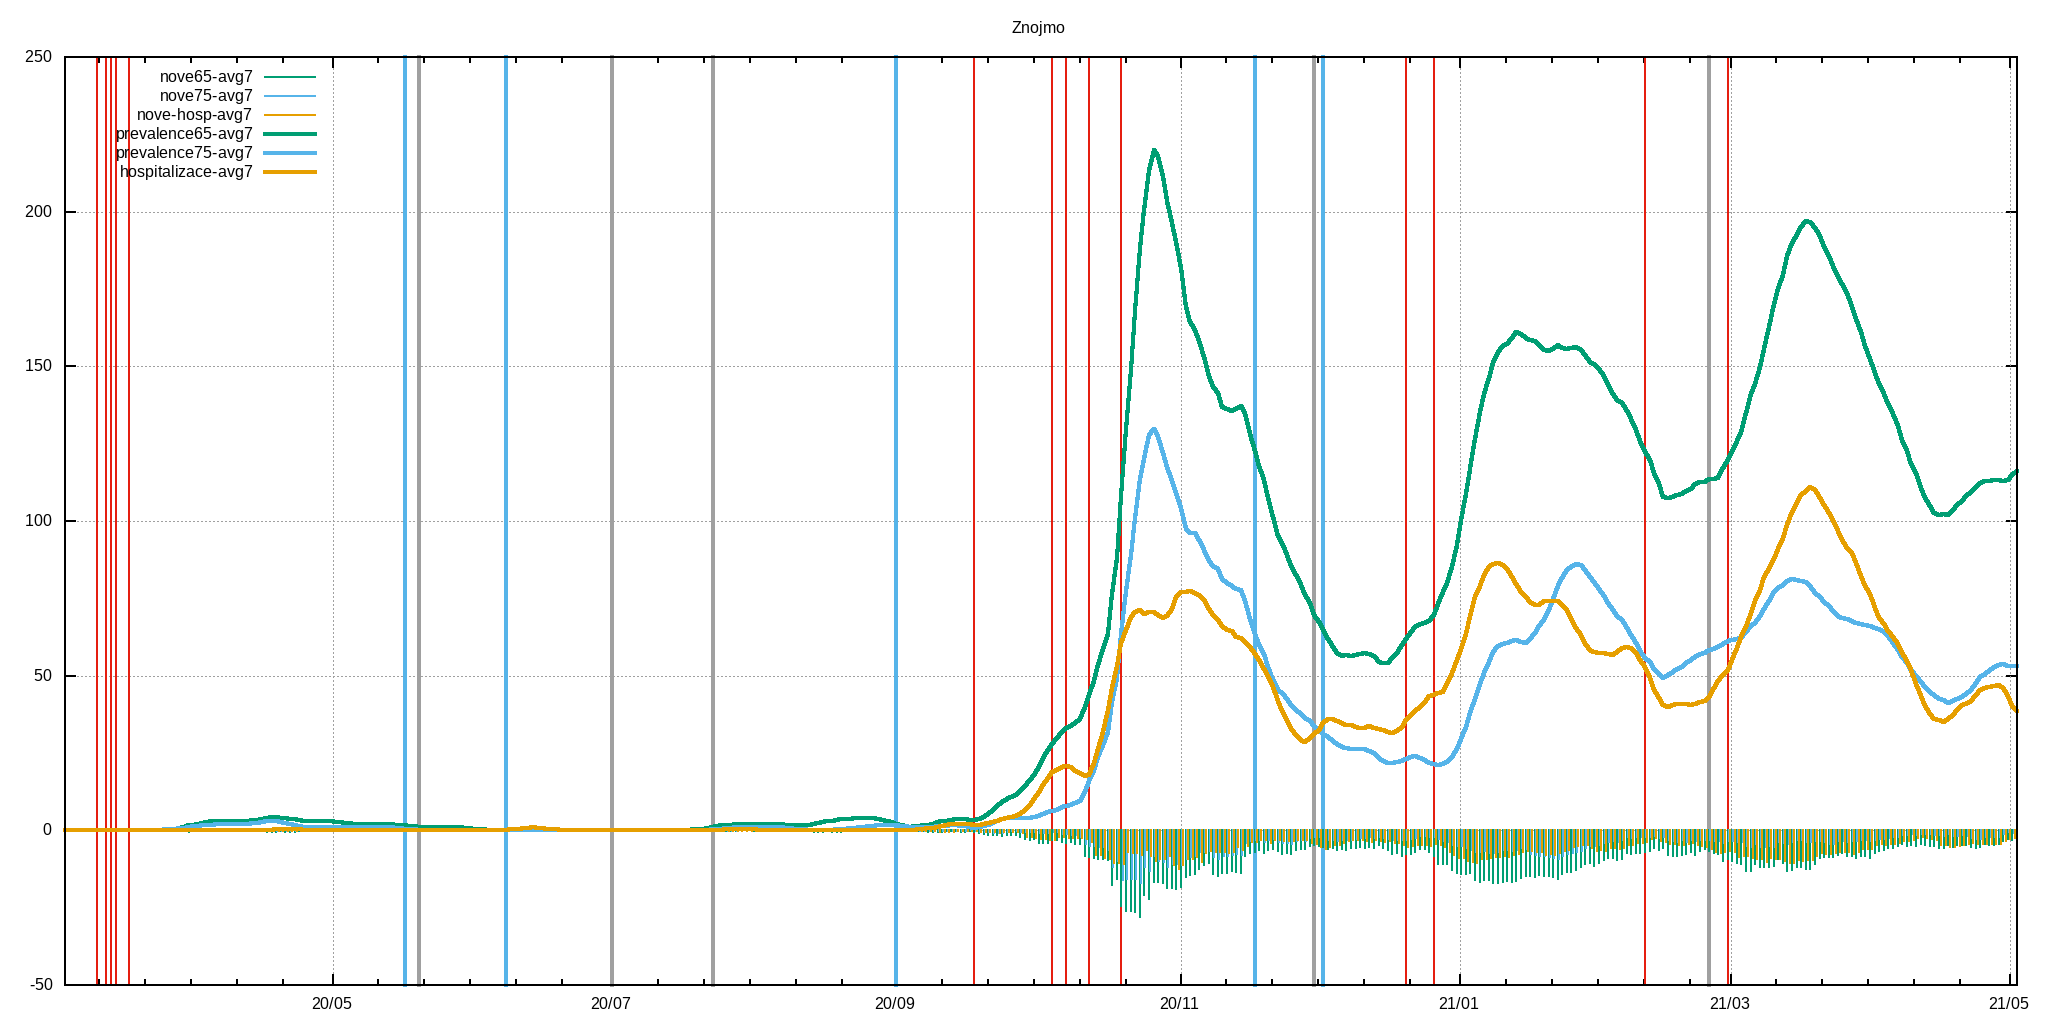 Znojmo
250
200
150
100
50
0
-50
nove65-avg7
nove75-avg7
nove-hosp-avg7
prevalence65-avg7
prevalence75-avg7
hospitalizace-avg7
20/05
20/07
20/09
20/11
21/01
21/03
21/05